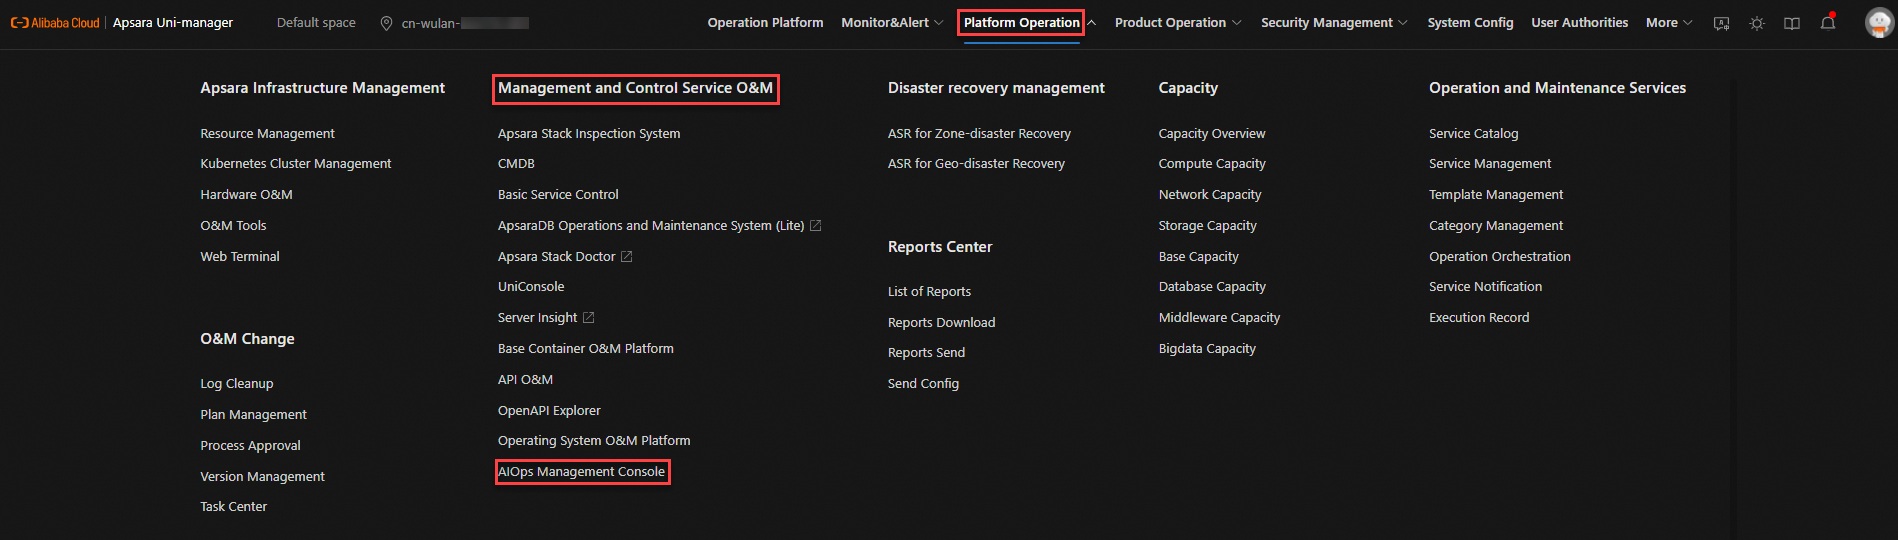 Alibaba Cloud | Apsara Uni-manager Default space cn-wulan- Operation Platform Monitor&Alert Platform Operation Product Operation Security Management System Config User Authorities More
Apsara Infrastructure Management
Resource Management
Kubernetes Cluster Management
Hardware O&M
O&M Tools
Web Terminal
O&M Change
Log Cleanup
Plan Management
Process Approval
Version Management
Task Center
Management and Control Service O&M
Apsara Stack Inspection System
CMDB
Basic Service Control
ApsaraDB Operations and Maintenance System (Lite)
Apsara Stack Doctor
UniConsole
Server Insight
Base Container O&M Platform
API O&M
OpenAPI Explorer
Operating System O&M Platform
AIOps Management Console
Disaster recovery management
ASR for Zone-disaster Recovery
ASR for Geo-disaster Recovery
Reports Center
List of Reports
Reports Download
Reports Send
Send Config
Capacity
Capacity Overview
Compute Capacity
Network Capacity
Storage Capacity
Base Capacity
Database Capacity
Middleware Capacity
Bigdata Capacity
Operation and Maintenance Services
Service Catalog
Service Management
Template Management
Category Management
Operation Orchestration
Service Notification
Execution Record